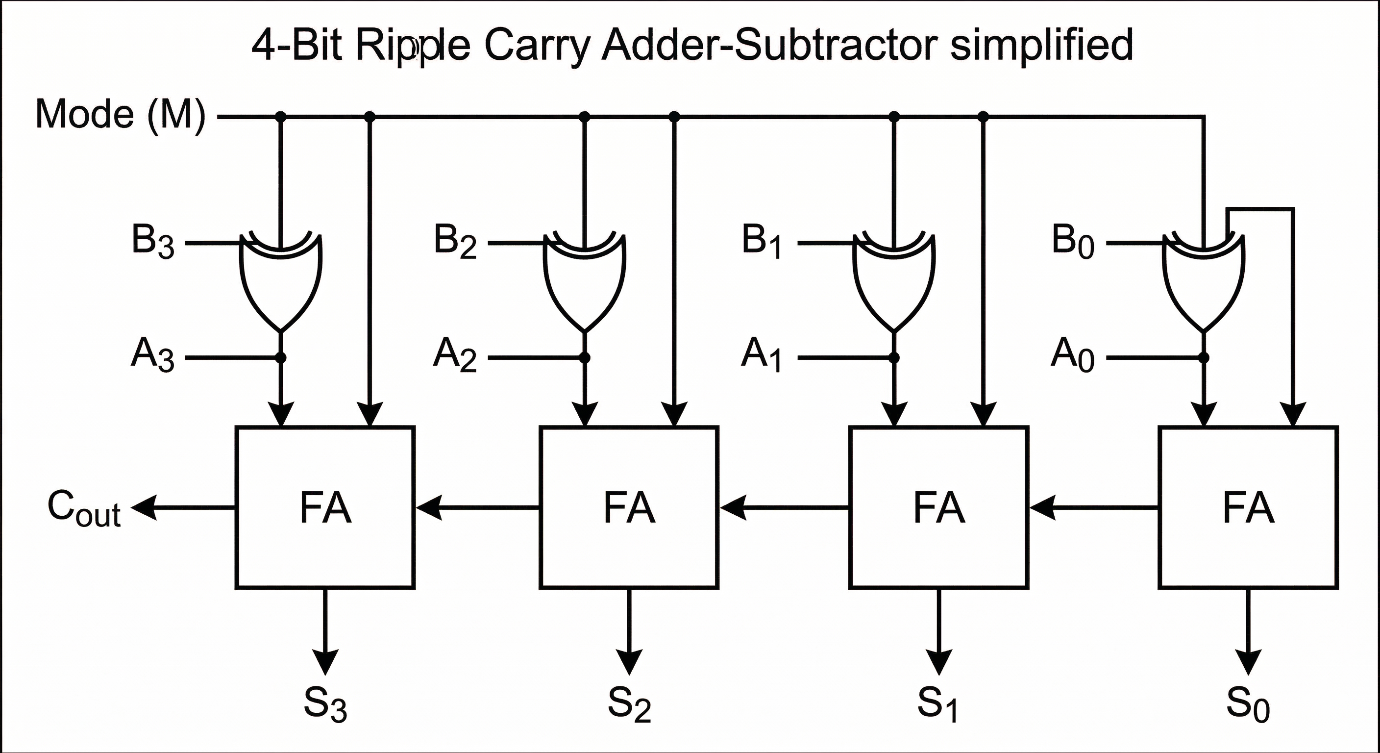 4-Bit Ripple Carry Adder-Subtractor simplified
Mode (M)
B3 B2 B1 B0
A3 A2 A1 A0
Cout FA FA FA FA
S3 S2 S1 S0